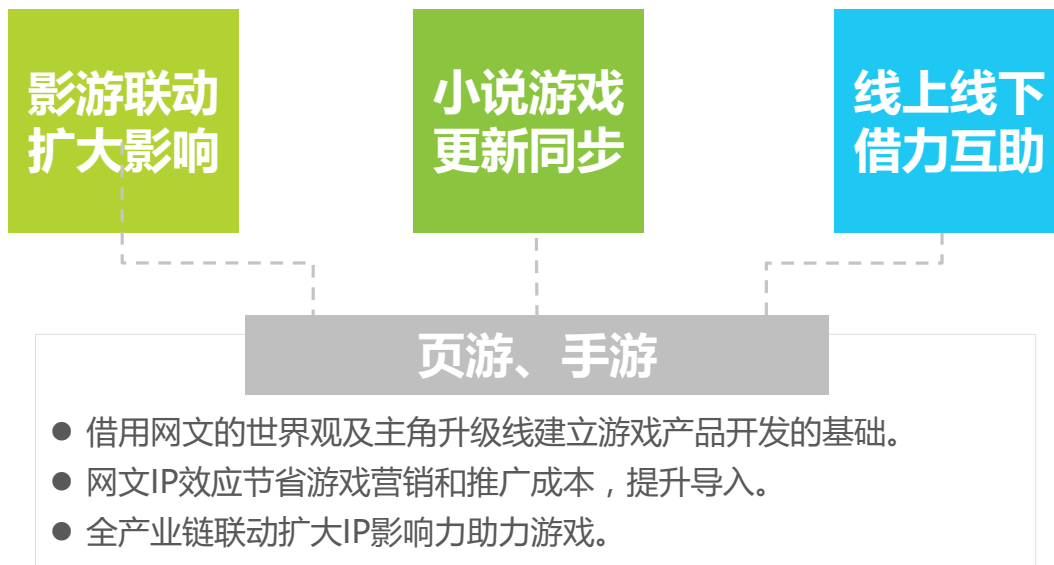 影游联动
扩大影响
小说游戏
更新同步
线上线下
借力互助
页游、手游
● 借用网文的世界观及主角升级线建立游戏产品开发的基础。
● 网文IP效应节省游戏营销和推广成本，提升导入。
● 全产业链联动扩大IP影响力助力游戏。